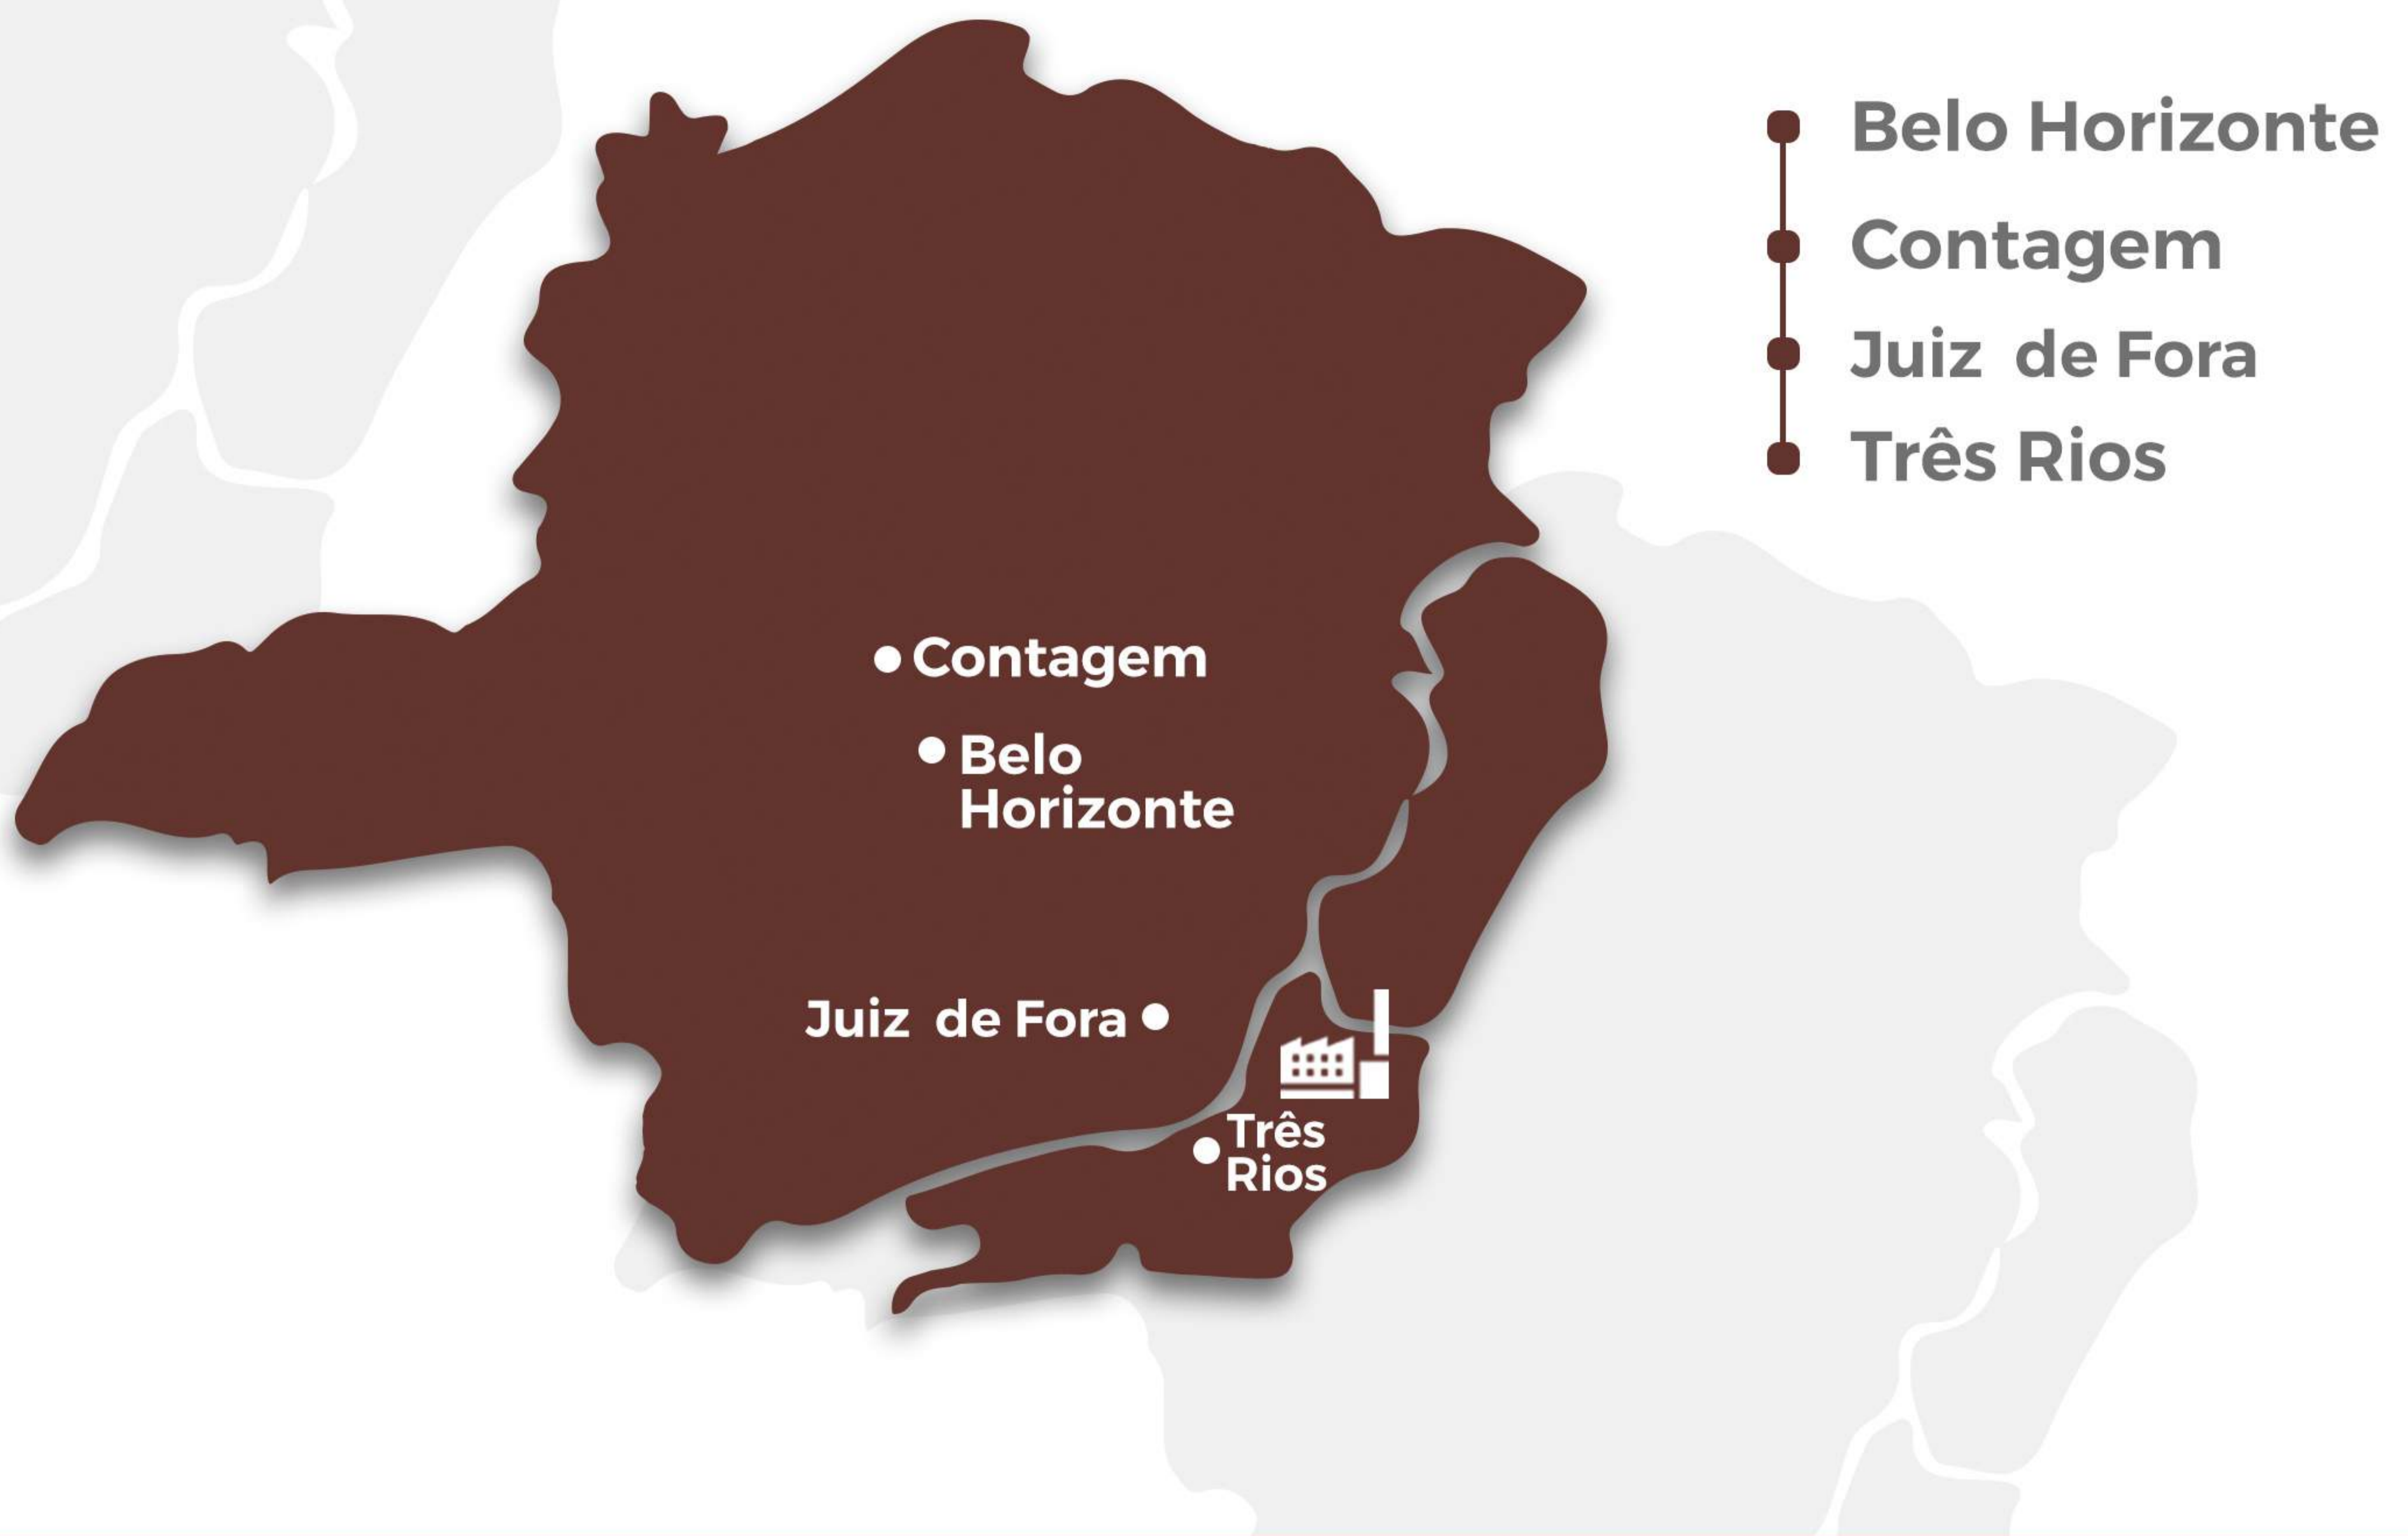 Belo Horizonte
Contagem
Juiz de Fora
Três Rios
Contagem
Belo
Horizonte
Juiz de Fora
Três
Rios